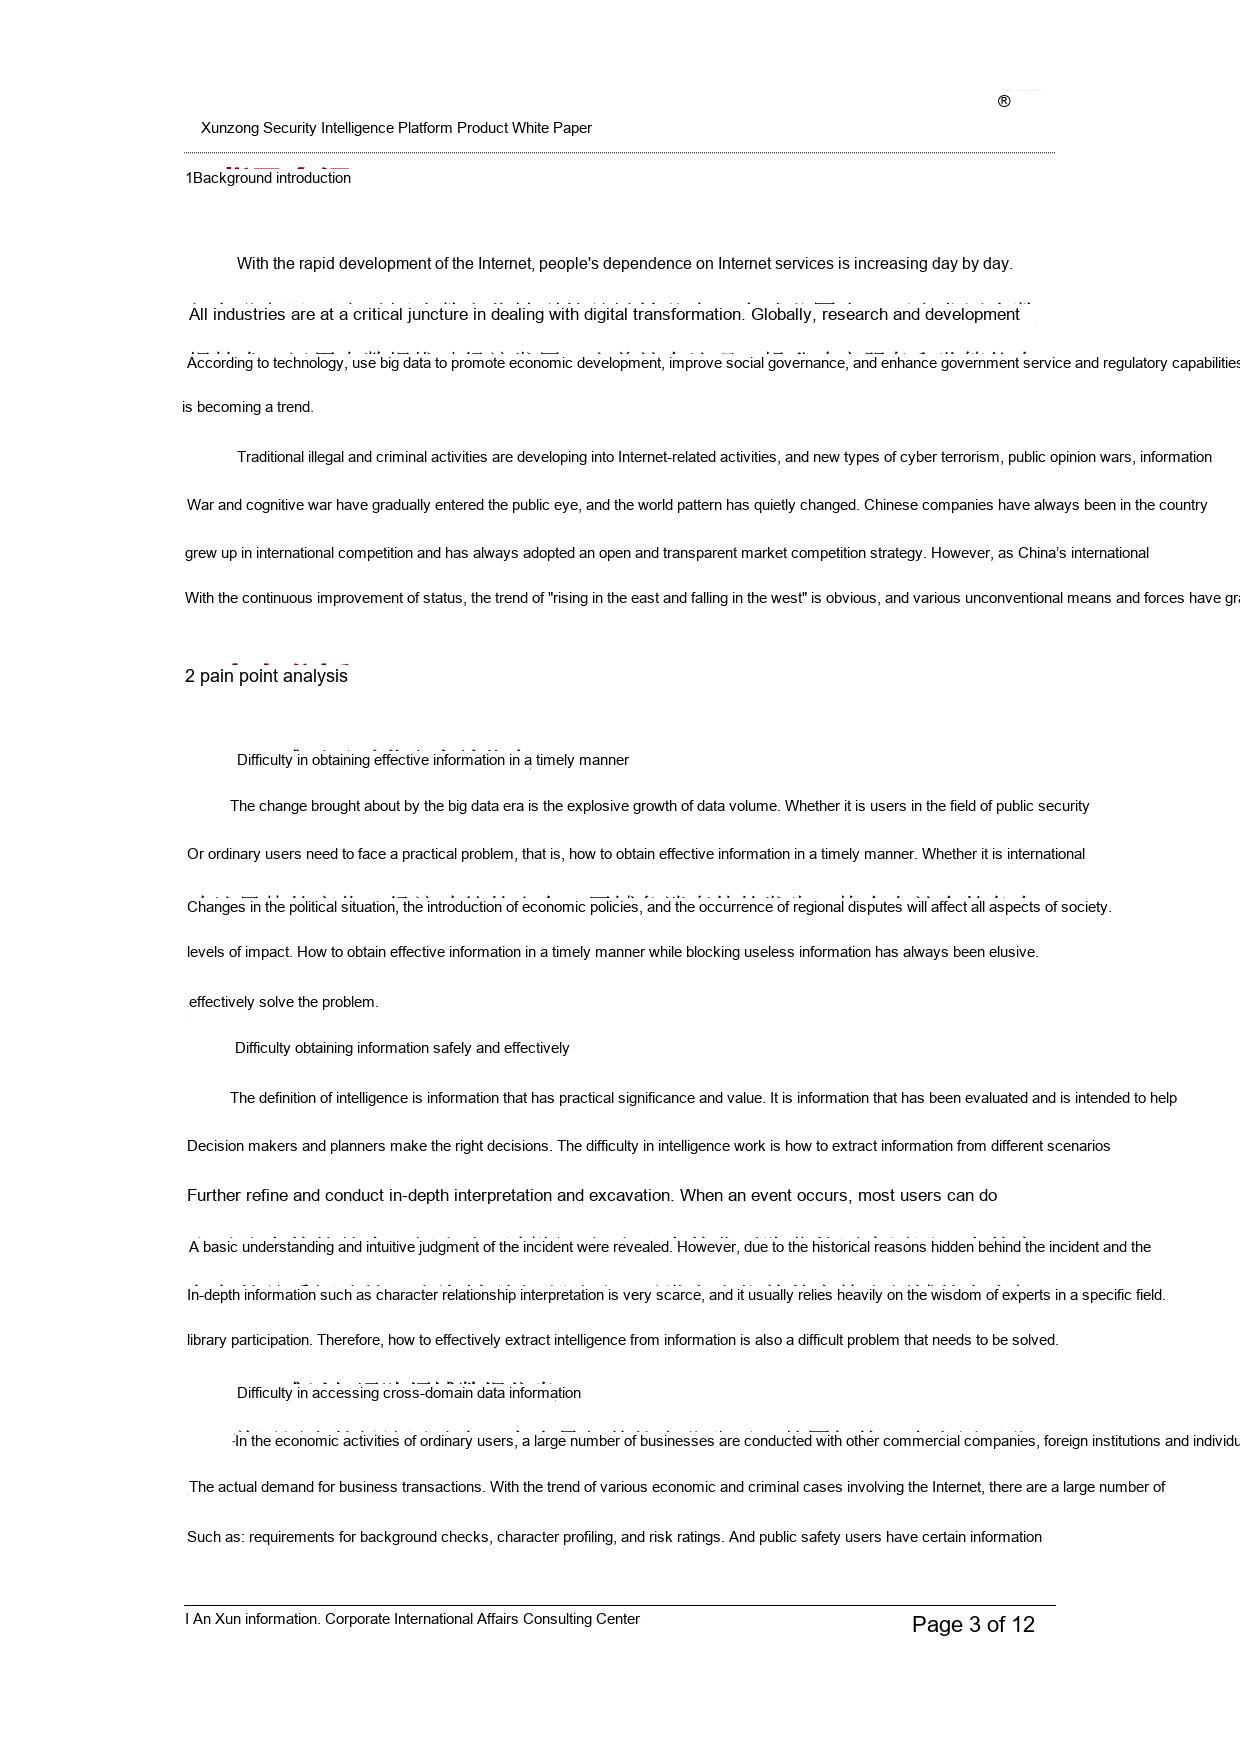 ®
Xunzong Security Intelligence Platform Product White Paper
1Background introduction
With the rapid development of the Internet, people's dependence on Internet services is increasing day by day.
All industries are at a critical juncture in dealing with digital transformation. Globally, research and development
According to technology, use big data to promote economic development, improve social governance, and enhance government service and regulatory capabilities
is becoming a trend.
Traditional illegal and criminal activities are developing into Internet-related activities, and new types of cyber terrorism, public opinion wars, information
War and cognitive war have gradually entered the public eye, and the world pattern has quietly changed. Chinese companies have always been in the country
grew up in international competition and has always adopted an open and transparent market competition strategy. However, as China’s international
With the continuous improvement of status, the trend of "rising in the east and falling in the west" is obvious, and various unconventional means and forces have
2 pain point analysis
Difficulty in obtaining effective information in a timely manner
The change brought about by the big data era is the explosive growth of data volume. Whether it is users in the field of public security
Or ordinary users need to face a practical problem, that is, how to obtain effective information in a timely manner. Whether it is international
Changes in the political situation, the introduction of economic policies, and the occurrence of regional disputes will affect all aspects of society.
levels of impact. How to obtain effective information in a timely manner while blocking useless information has always been elusive.
effectively solve the problem.
Difficulty obtaining information safely and effectively
The definition of intelligence is information that has practical significance and value. It is information that has been evaluated and is intended to help
Decision makers and planners make the right decisions. The difficulty in intelligence work is how to extract information from different scenarios
Further refine and conduct in-depth interpretation and excavation. When an event occurs, most users can do
A basic understanding and intuitive judgment of the incident were revealed. However, due to the historical reasons hidden behind the incident and the
In-depth information such as character relationship interpretation is very scarce, and it usually relies heavily on the wisdom of experts in a specific field.
library participation. Therefore, how to effectively extract intelligence from information is also a difficult problem that needs to be solved.
Difficulty in accessing cross-domain data information
In the economic activities of ordinary users, a large number of businesses are conducted with other commercial companies, foreign institutions and
The actual demand for business transactions. With the trend of various economic and criminal cases involving the Internet, there are a large number of
Such as: requirements for background checks, character profiling, and risk ratings. And public safety users have certain information
I An Xun information. Corporate International Affairs Consulting Center
Page 3 of 12